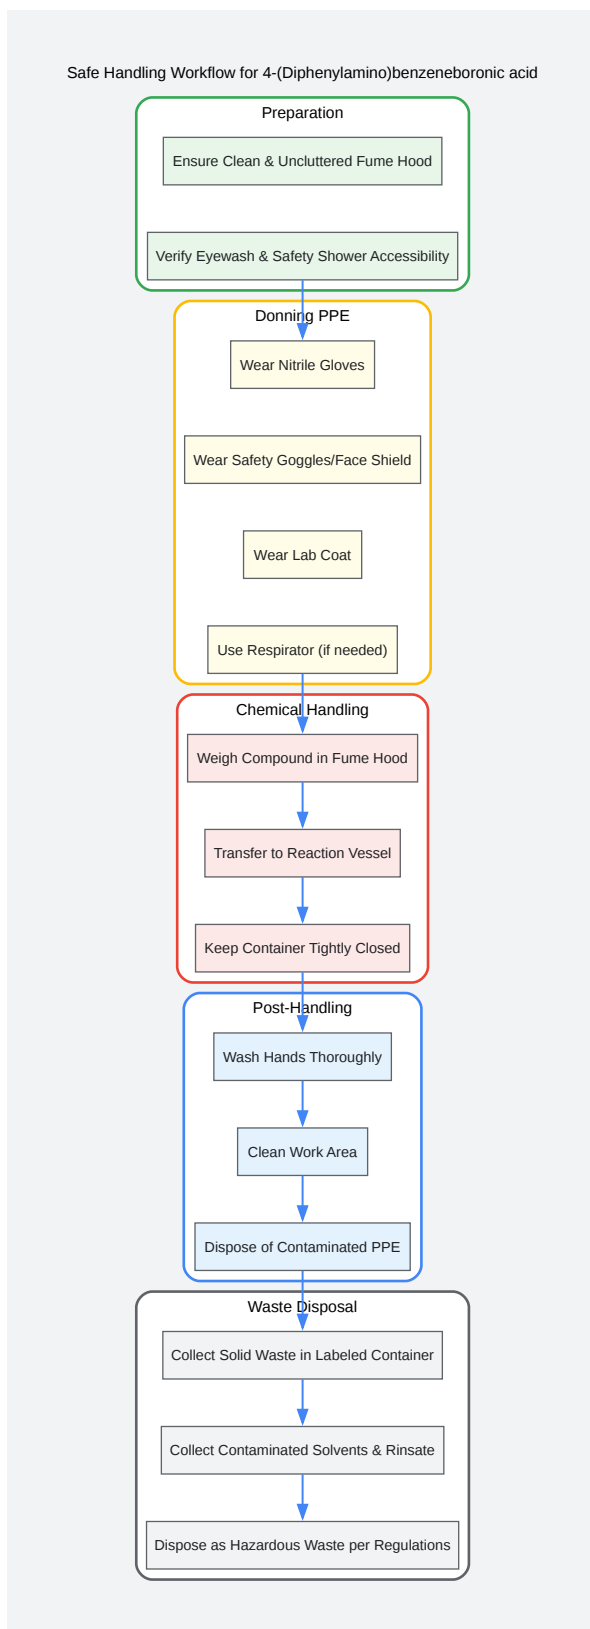 Safe Handling Workflow for 4-(Diphenylamino)benzeneboronic acid
Preparation
Ensure Clean & Uncluttered Fume Hood
Verify Eyewash & Safety Shower Accessibility
Donning PPE
Wear Nitrile Gloves
Wear Safety Goggles/Face Shield
Wear Lab Coat
Use Respirator (if needed)
Chemical Handling
Weigh Compound in Fume Hood
Transfer to Reaction Vessel
Keep Container Tightly Closed
Post-Handling
Wash Hands Thoroughly
Clean Work Area
Dispose of Contaminated PPE
Waste Disposal
Collect Solid Waste in Labeled Container
Collect Contaminated Solvents & Rinsate
Dispose as Hazardous Waste per Regulations